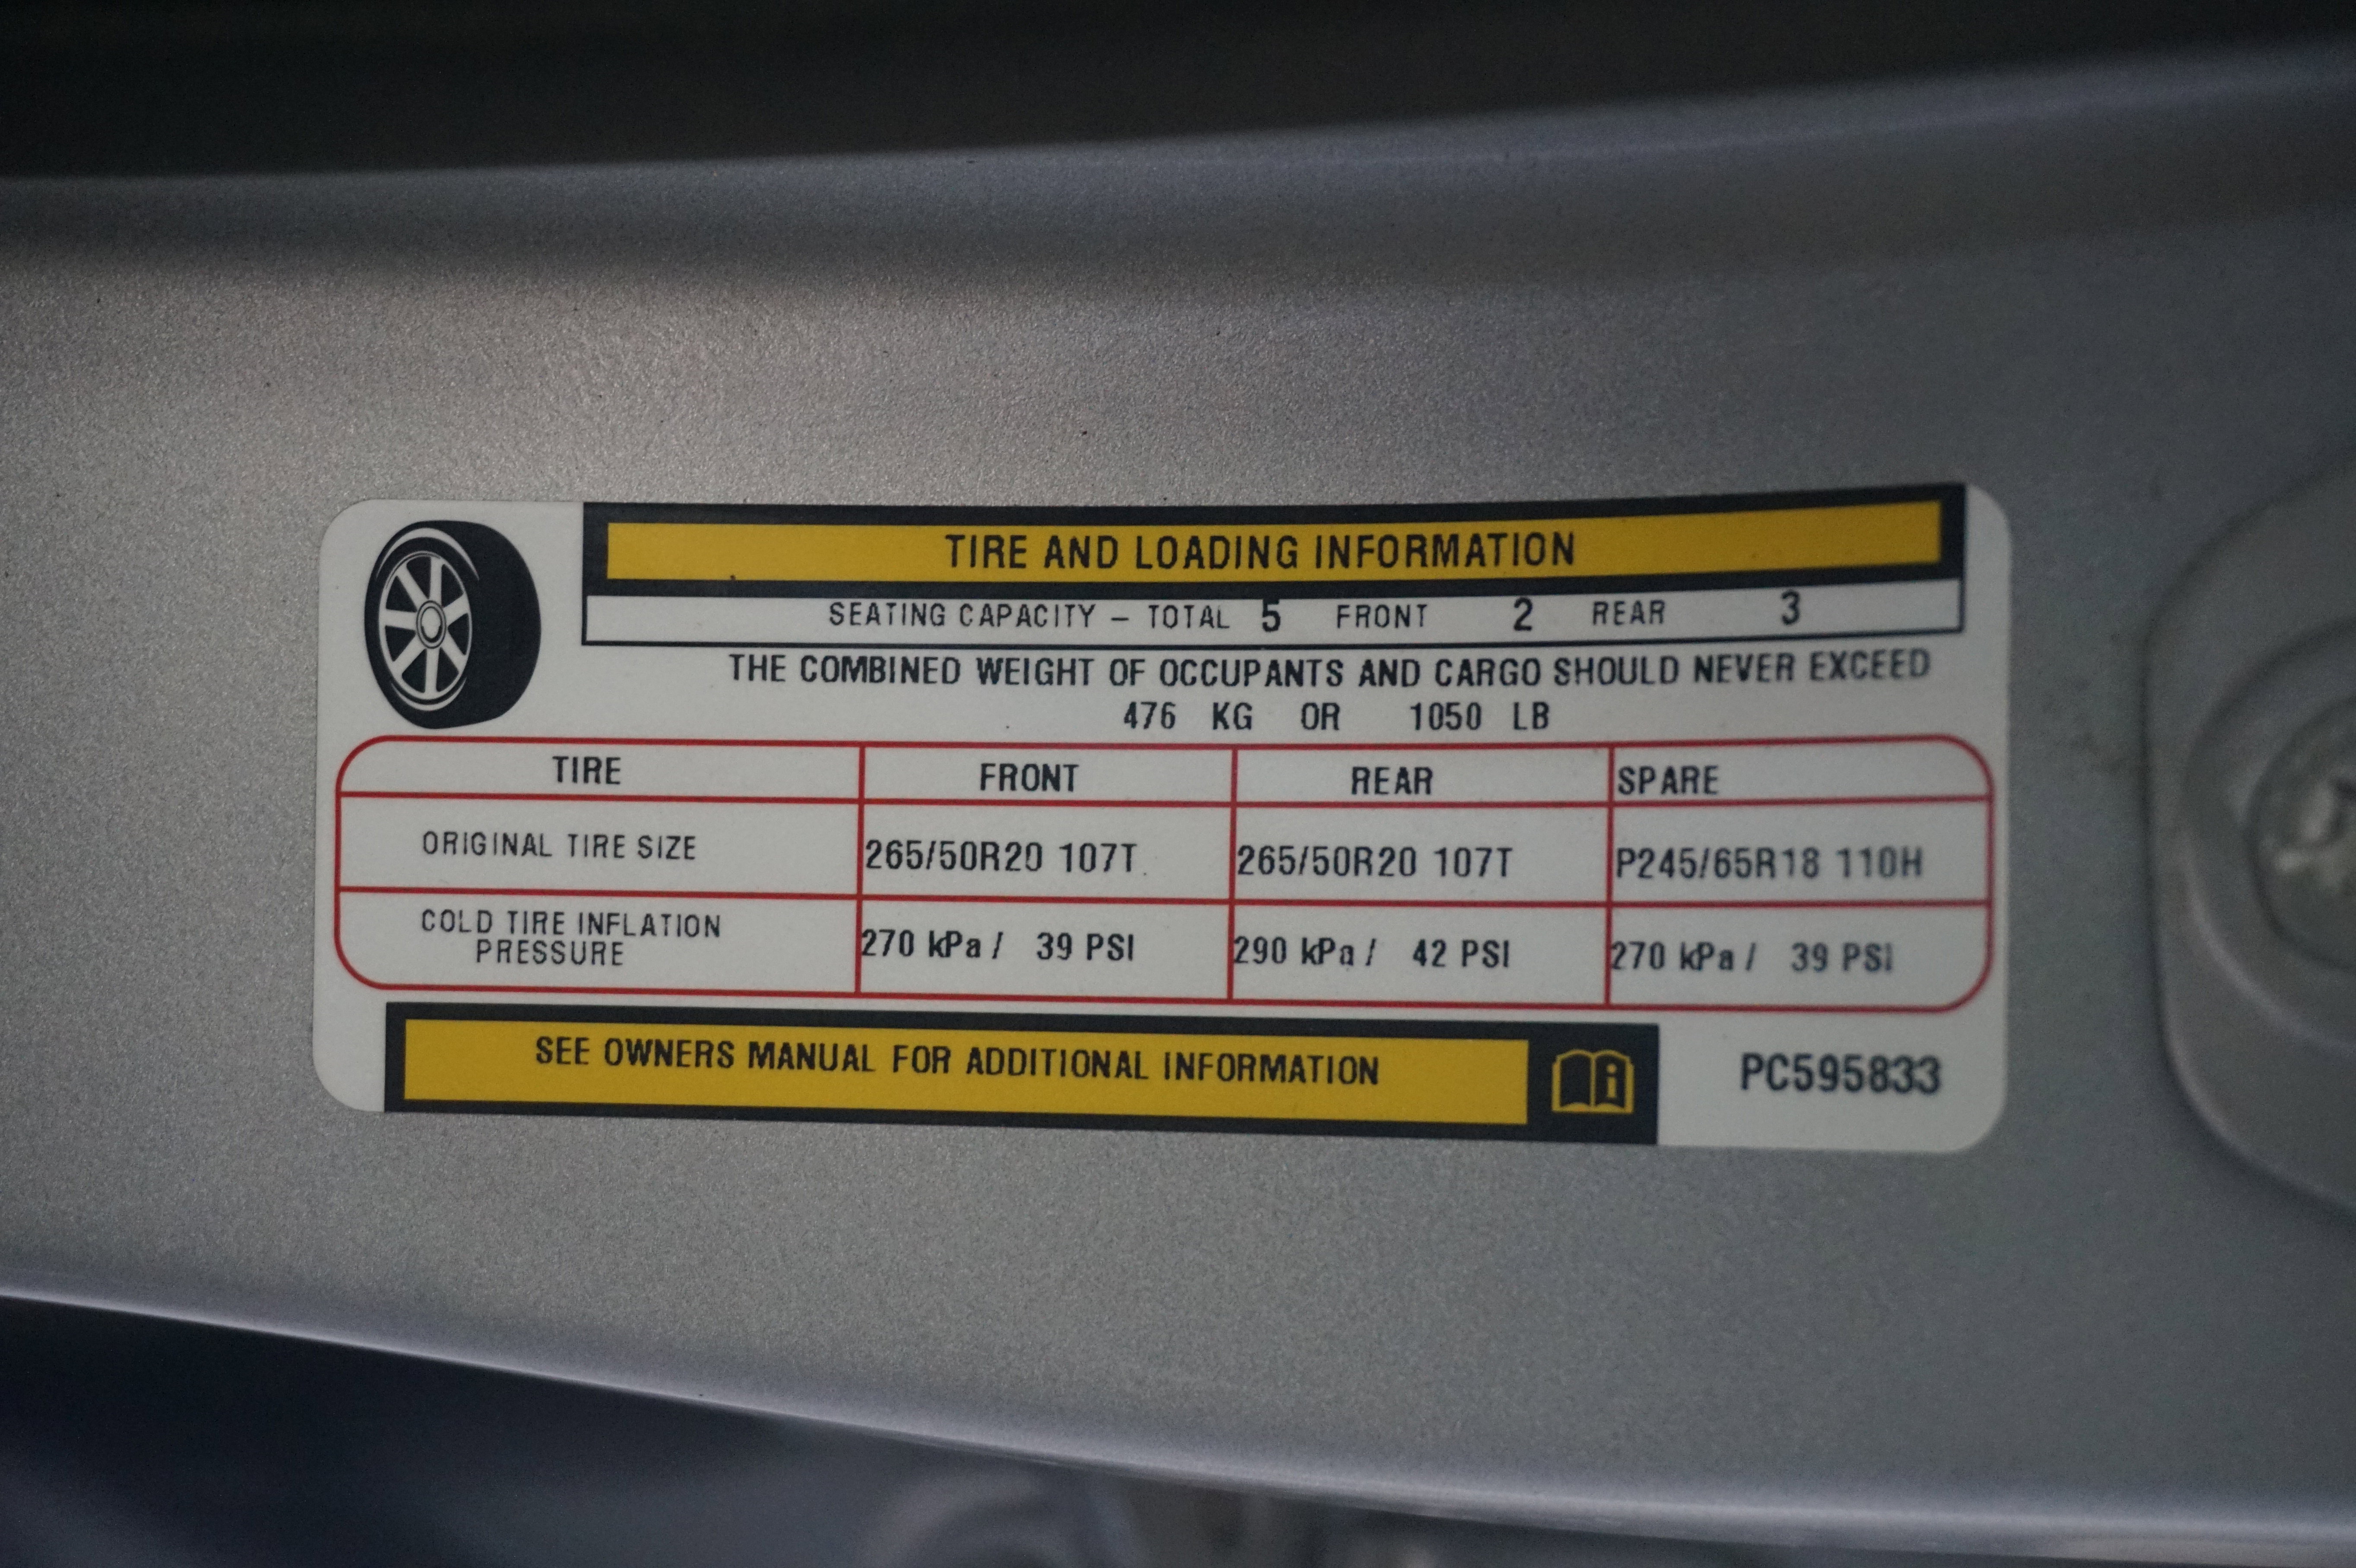 TIRE AND LOADING INFORMATION
SEATING CAPACITY – TOTAL 5 FRONT 2 REAR 3
THE COMBINED WEIGHT OF OCCUPANTS AND CARGO SHOULD NEVER EXCEED
476 KG OR 1050 LB
TIRE FRONT REAR SPARE
ORIGINAL TIRE SIZE 265/50R20 107T 265/50R20 107T P245/65R18 110H
COLD TIRE INFLATION
PRESSURE 270 kPa / 39 PSI 290 kPa / 42 PSI 270 kPa / 39 PSI
SEE OWNERS MANUAL FOR ADDITIONAL INFORMATION
PC595833